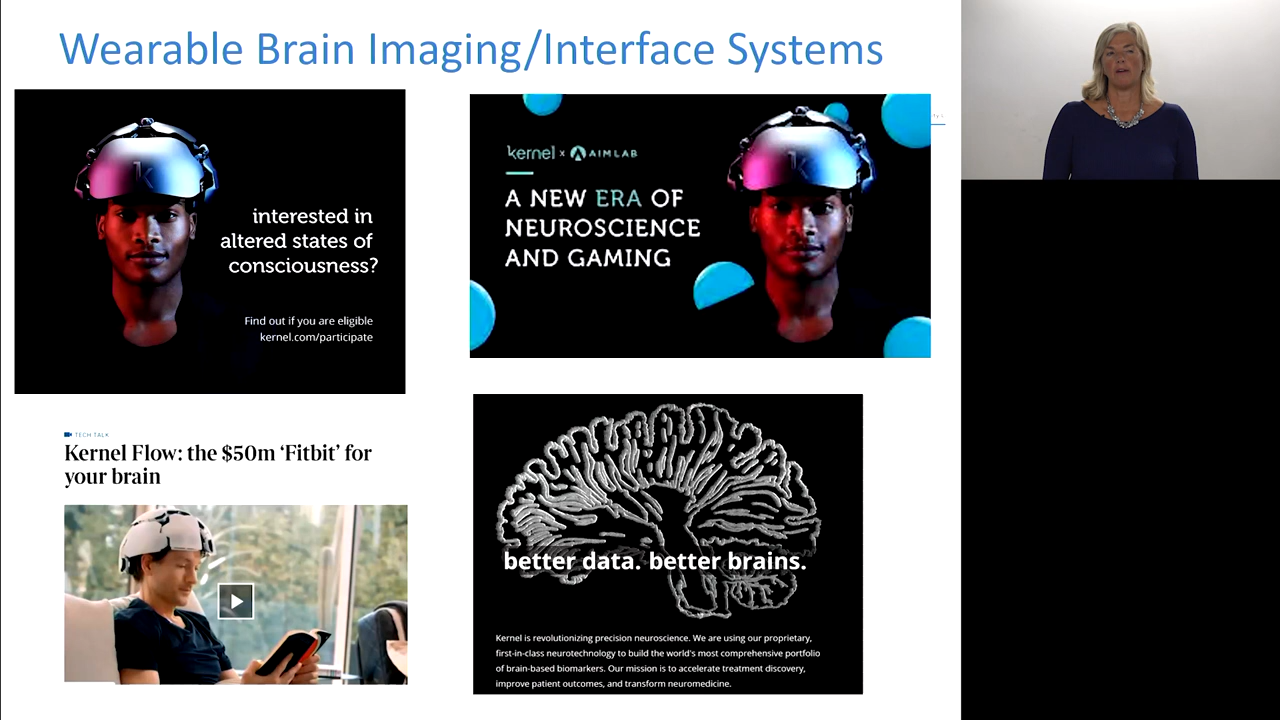 Wearable Brain Imaging/Interface Systems
k
interested in
altered states of
consciousness?
Find out if you are eligible
kernel.com/participate
kernel x AIMLAB
A NEW ERA OF
NEUROSCIENCE
AND GAMING
k
TECH TALK
Kernel Flow: the $50m ‘Fitbit’ for
your brain
better data. better brains.
Kernel is revolutionizing precision neuroscience. We are using our proprietary,
first-in-class neurotechnology to build the world's most comprehensive portfolio
of brain-based biomarkers. Our mission is to accelerate treatment discovery,
improve patient outcomes, and transform neuromedicine.